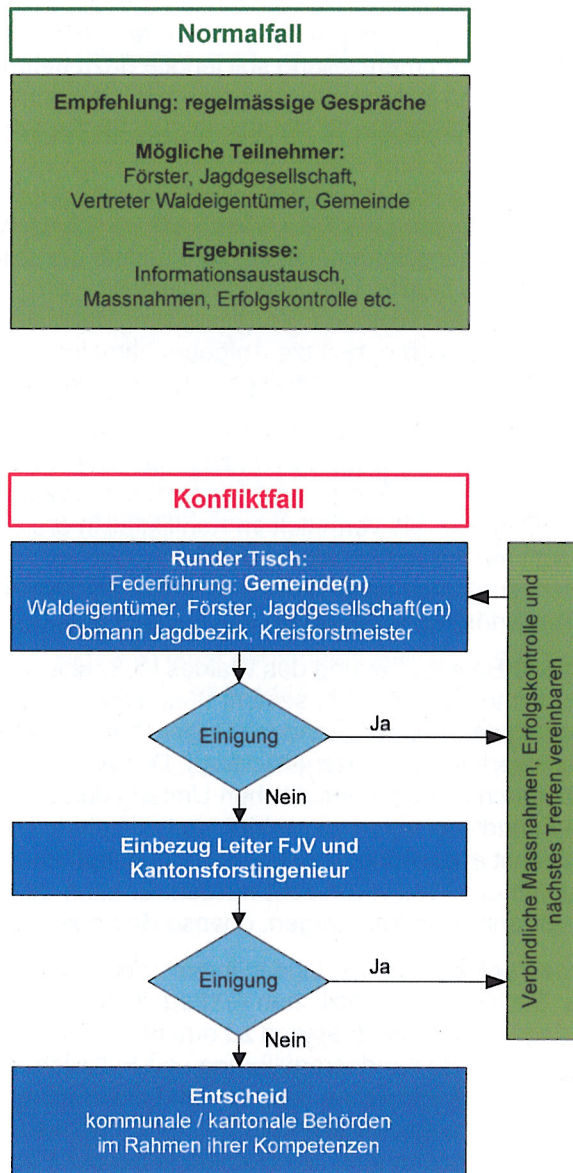 Normalfall
Empfehlung: regelmässige Gespräche
Mögliche Teilnehmer:
Förster, Jagdgesellschaft,
Vertreter Waldeigentümer, Gemeinde
Ergebnisse:
Informationsaustausch,
Massnahmen, Erfolgskontrolle etc.
Konfliktfall
Runder Tisch:
Federführung: Gemeinde(n)
Waldeigentümer, Förster, Jagdgesellschaft(en)
Obmann Jagdbezirk, Kreisforstmeister
Einigung
Ja
Nein
Einbezug Leiter FJV und
Kantonsforstingenieur
Einigung
Ja
Nein
Entscheid
kommunale / kantonale Behörden
im Rahmen ihrer Kompetenzen
Verbindliche Massnahmen, Erfolgskontrolle und
nächstes Treffen vereinbaren